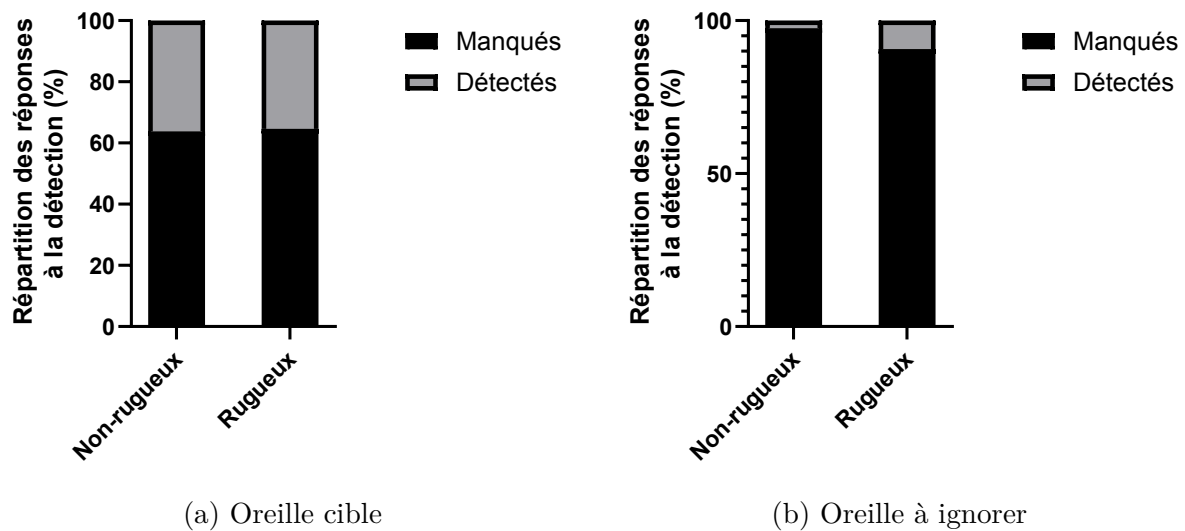 Répartition des réponses
à la détection (%)
100
80
60
40
20
0
Non-rugueux
Rugueux
Manqués
Détectés
(a) Oreille cible
Répartition des réponses
à la détection (%)
100
50
0
Non-rugueux
Rugueux
Manqués
Détectés
(b) Oreille à ignorer